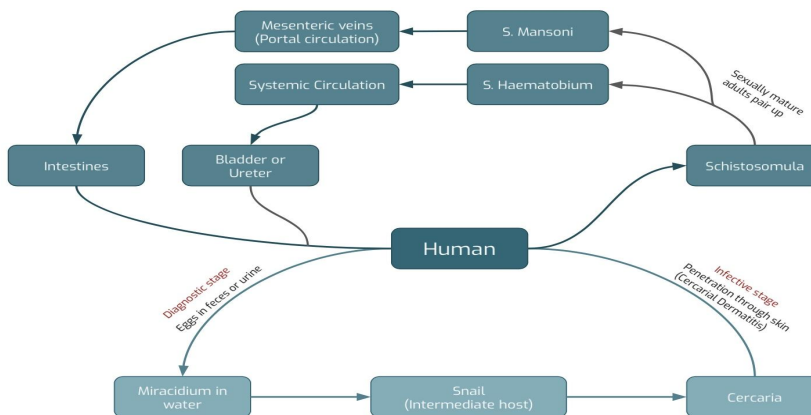 Mesenteric veins
(Portal circulation)
S. Mansoni
Systemic Circulation
S. Haematobium
Sexually mature
adults pair up
Intestines
Bladder or
Ureter
Schistosomula
Human
Diagnostic stage
Eggs in feces or urine
Infective stage
Penetration through skin
(Cercarial Dermatitis)
Miracidium in
water
Snail
(Intermediate host)
Cercaria